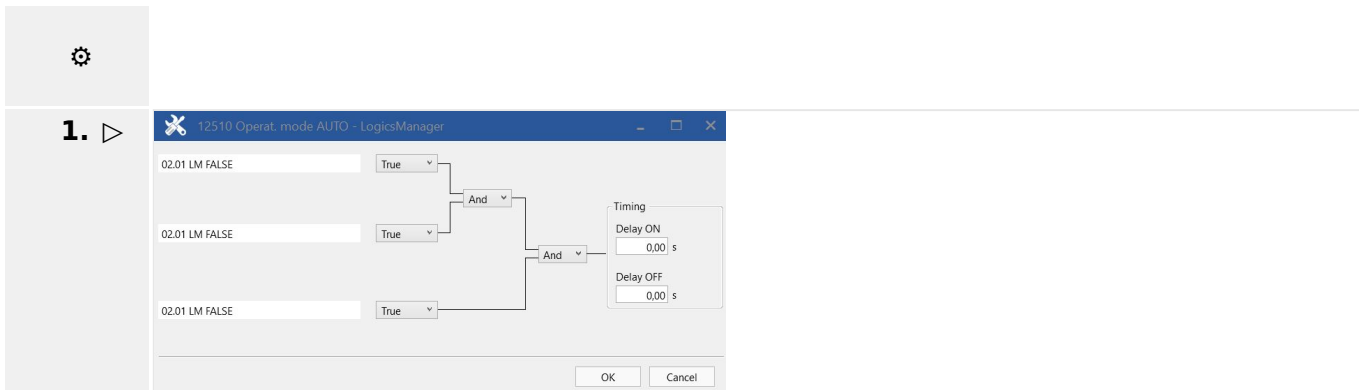 1.
12510 Operat. mode AUTO - LogicsManager
02.01 LM FALSE True
And
Timing
Delay ON
02.01 LM FALSE True
0,00 s
And
Delay OFF
0,00 s
02.01 LM FALSE True
OK Cancel